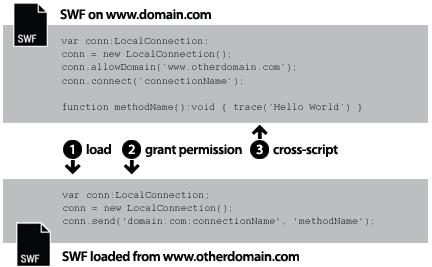 SWF on www.domain.com
SWF
var conn:LocalConnection;
conn = new LocalConnection();
conn.allowDomain('www.otherdomain.com');
conn.connect('connectionName');
function methodName():void { trace('Hello World') }
1 load 2 grant permission 3 cross-script
var conn:LocalConnection;
conn = new LocalConnection();
conn.send('domain.com:connectionName', 'methodName');
SWF
SWF loaded from www.otherdomain.com